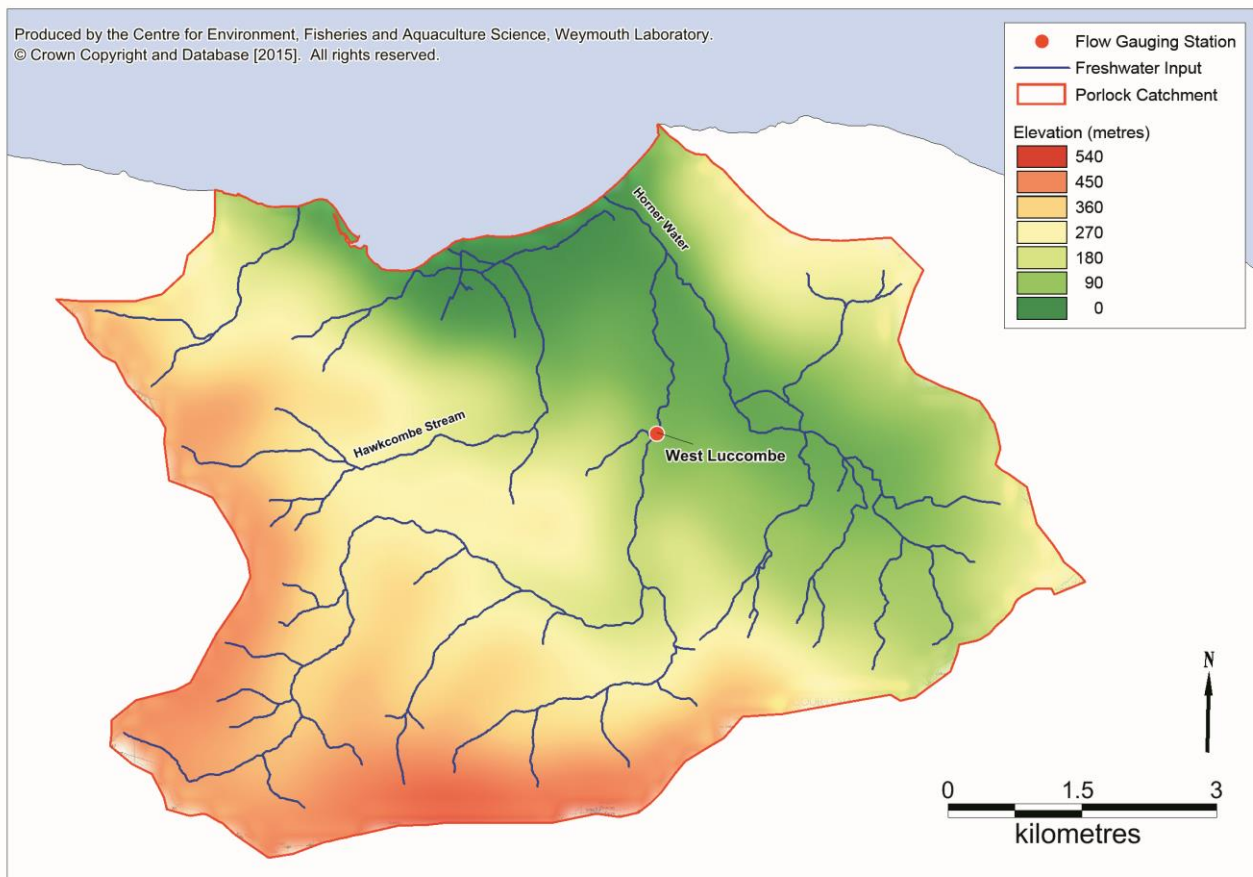 Produced by the Centre for Environment, Fisheries and Aquaculture Science, Weymouth Laboratory.
© Crown Copyright and Database [2015].  All rights reserved.
Flow Gauging Station
Freshwater Input
Porlock Catchment
Elevation (metres)
540
450
360
270
180
90
0
Horner Water
Hawkcombe Stream
West Luccombe
N
0 1.5 3
kilometres